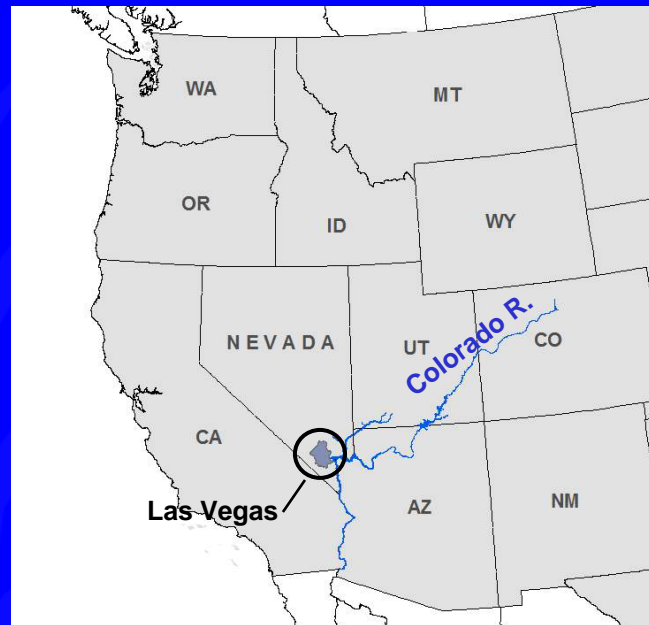 WA
MT
OR
ID
WY
NEVADA
UT
Colorado R.
CO
CA
Las Vegas
AZ
NM